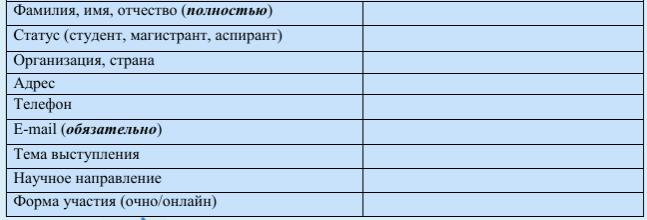 Фамилия, имя, отчество (полностью)
Статус (студент, магистрант, аспирант)
Организация, страна
Адрес
Телефон
E-mail (обязательно)
Тема выступления
Научное направление
Форма участия (очно/онлайн)